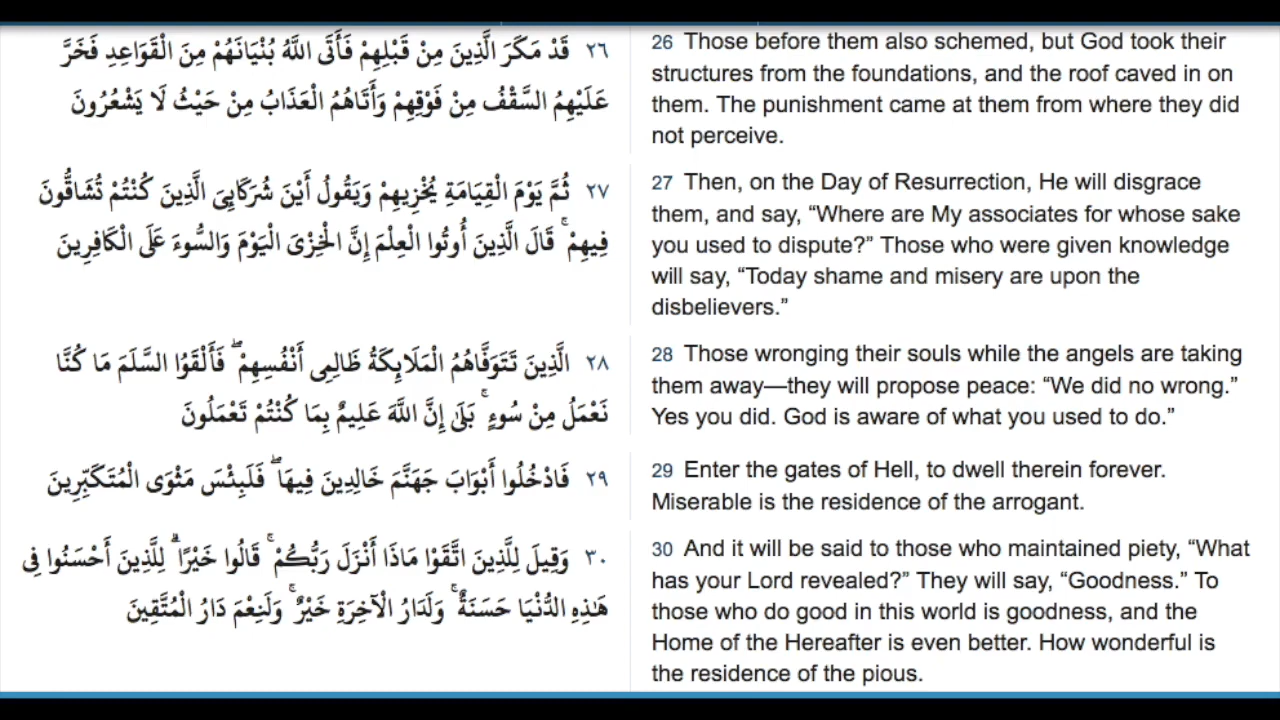 ٢٦ قَدْ مَكَرَ الَّذِينَ مِنْ قَبْلِهِمْ فَأَتَى اللَّهُ بُنْيَانَهُمْ مِنَ الْقَوَاعِدِ فَخَرَّ
عَلَيْهِمُ السَّقْفُ مِنْ فَوْقِهِمْ وَأَتَاهُمُ الْعَذَابُ مِنْ حَيْثُ لَا يَشْعُرُونَ
26 Those before them also schemed, but God took their
structures from the foundations, and the roof caved in on
them. The punishment came at them from where they did
not perceive.
٢٧ ثُمَّ يَوْمَ الْقِيَامَةِ يُخْزِيهِمْ وَيَقُولُ أَيْنَ شُرَكَائِيَ الَّذِينَ كُنْتُمْ تُشَاقُّونَ
فِيهِمْ ۚ قَالَ الَّذِينَ أُوتُوا الْعِلْمَ إِنَّ الْخِزْيَ الْيَوْمَ وَالسُّوءَ عَلَى الْكَافِرِينَ
27 Then, on the Day of Resurrection, He will disgrace
them, and say, “Where are My associates for whose sake
you used to dispute?” Those who were given knowledge
will say, “Today shame and misery are upon the
disbelievers.”
٢٨ الَّذِينَ تَتَوَفَّاهُمُ الْمَلَائِكَةُ ظَالِمِي أَنْفُسِهِمْ ۖ فَأَلْقَوُا السَّلَمَ مَا كُنَّا
نَعْمَلُ مِنْ سُوءٍ ۚ بَلَىٰ إِنَّ اللَّهَ عَلِيمٌ بِمَا كُنْتُمْ تَعْمَلُونَ
28 Those wronging their souls while the angels are taking
them away—they will propose peace: “We did no wrong.”
Yes you did. God is aware of what you used to do.”
٢٩ فَادْخُلُوا أَبْوَابَ جَهَنَّمَ خَالِدِينَ فِيهَا ۖ فَلَبِئْسَ مَثْوَى الْمُتَكَبِّرِينَ
29 Enter the gates of Hell, to dwell therein forever.
Miserable is the residence of the arrogant.
٣٠ وَقِيلَ لِلَّذِينَ اتَّقَوْا مَاذَا أَنْزَلَ رَبُّكُمْ ۚ قَالُوا خَيْرًا ۗ لِلَّذِينَ أَحْسَنُوا فِي
هَٰذِهِ الدُّنْيَا حَسَنَةٌ ۚ وَلَدَارُ الْآخِرَةِ خَيْرٌ ۚ وَلَنِعْمَ دَارُ الْمُتَّقِينَ
30 And it will be said to those who maintained piety, “What
has your Lord revealed?” They will say, “Goodness.” To
those who do good in this world is goodness, and the
Home of the Hereafter is even better. How wonderful is
the residence of the pious.